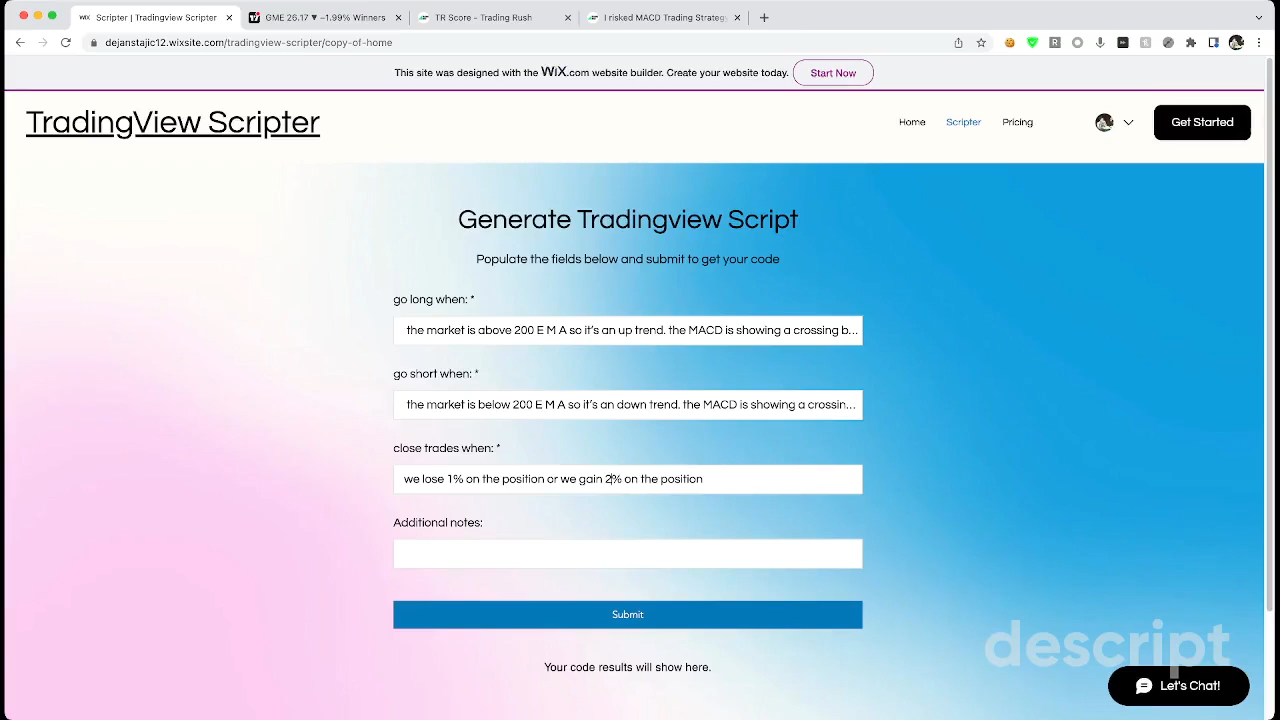 Scripter | Tradingview Scripter
GME 26.17 ▼ −1.99% Winners
TR Score - Trading Rush
I risked MACD Trading Strategy
dejanstajic12.wixsite.com/tradingview-scripter/copy-of-home
This site was designed with the WiX.com website builder. Create your website today.
Start Now
TradingView Scripter
Home
Scripter
Pricing
Get Started
Generate Tradingview Script
Populate the fields below and submit to get your code
go long when: *
the market is above 200 E M A so it's an up trend. the MACD is showing a crossing b...
go short when: *
the market is below 200 E M A so it's an down trend. the MACD is showing a crossin...
close trades when: *
we lose 1% on the position or we gain 2% on the position
Additional notes:
Submit
Your code results will show here.
descript
Let's Chat!